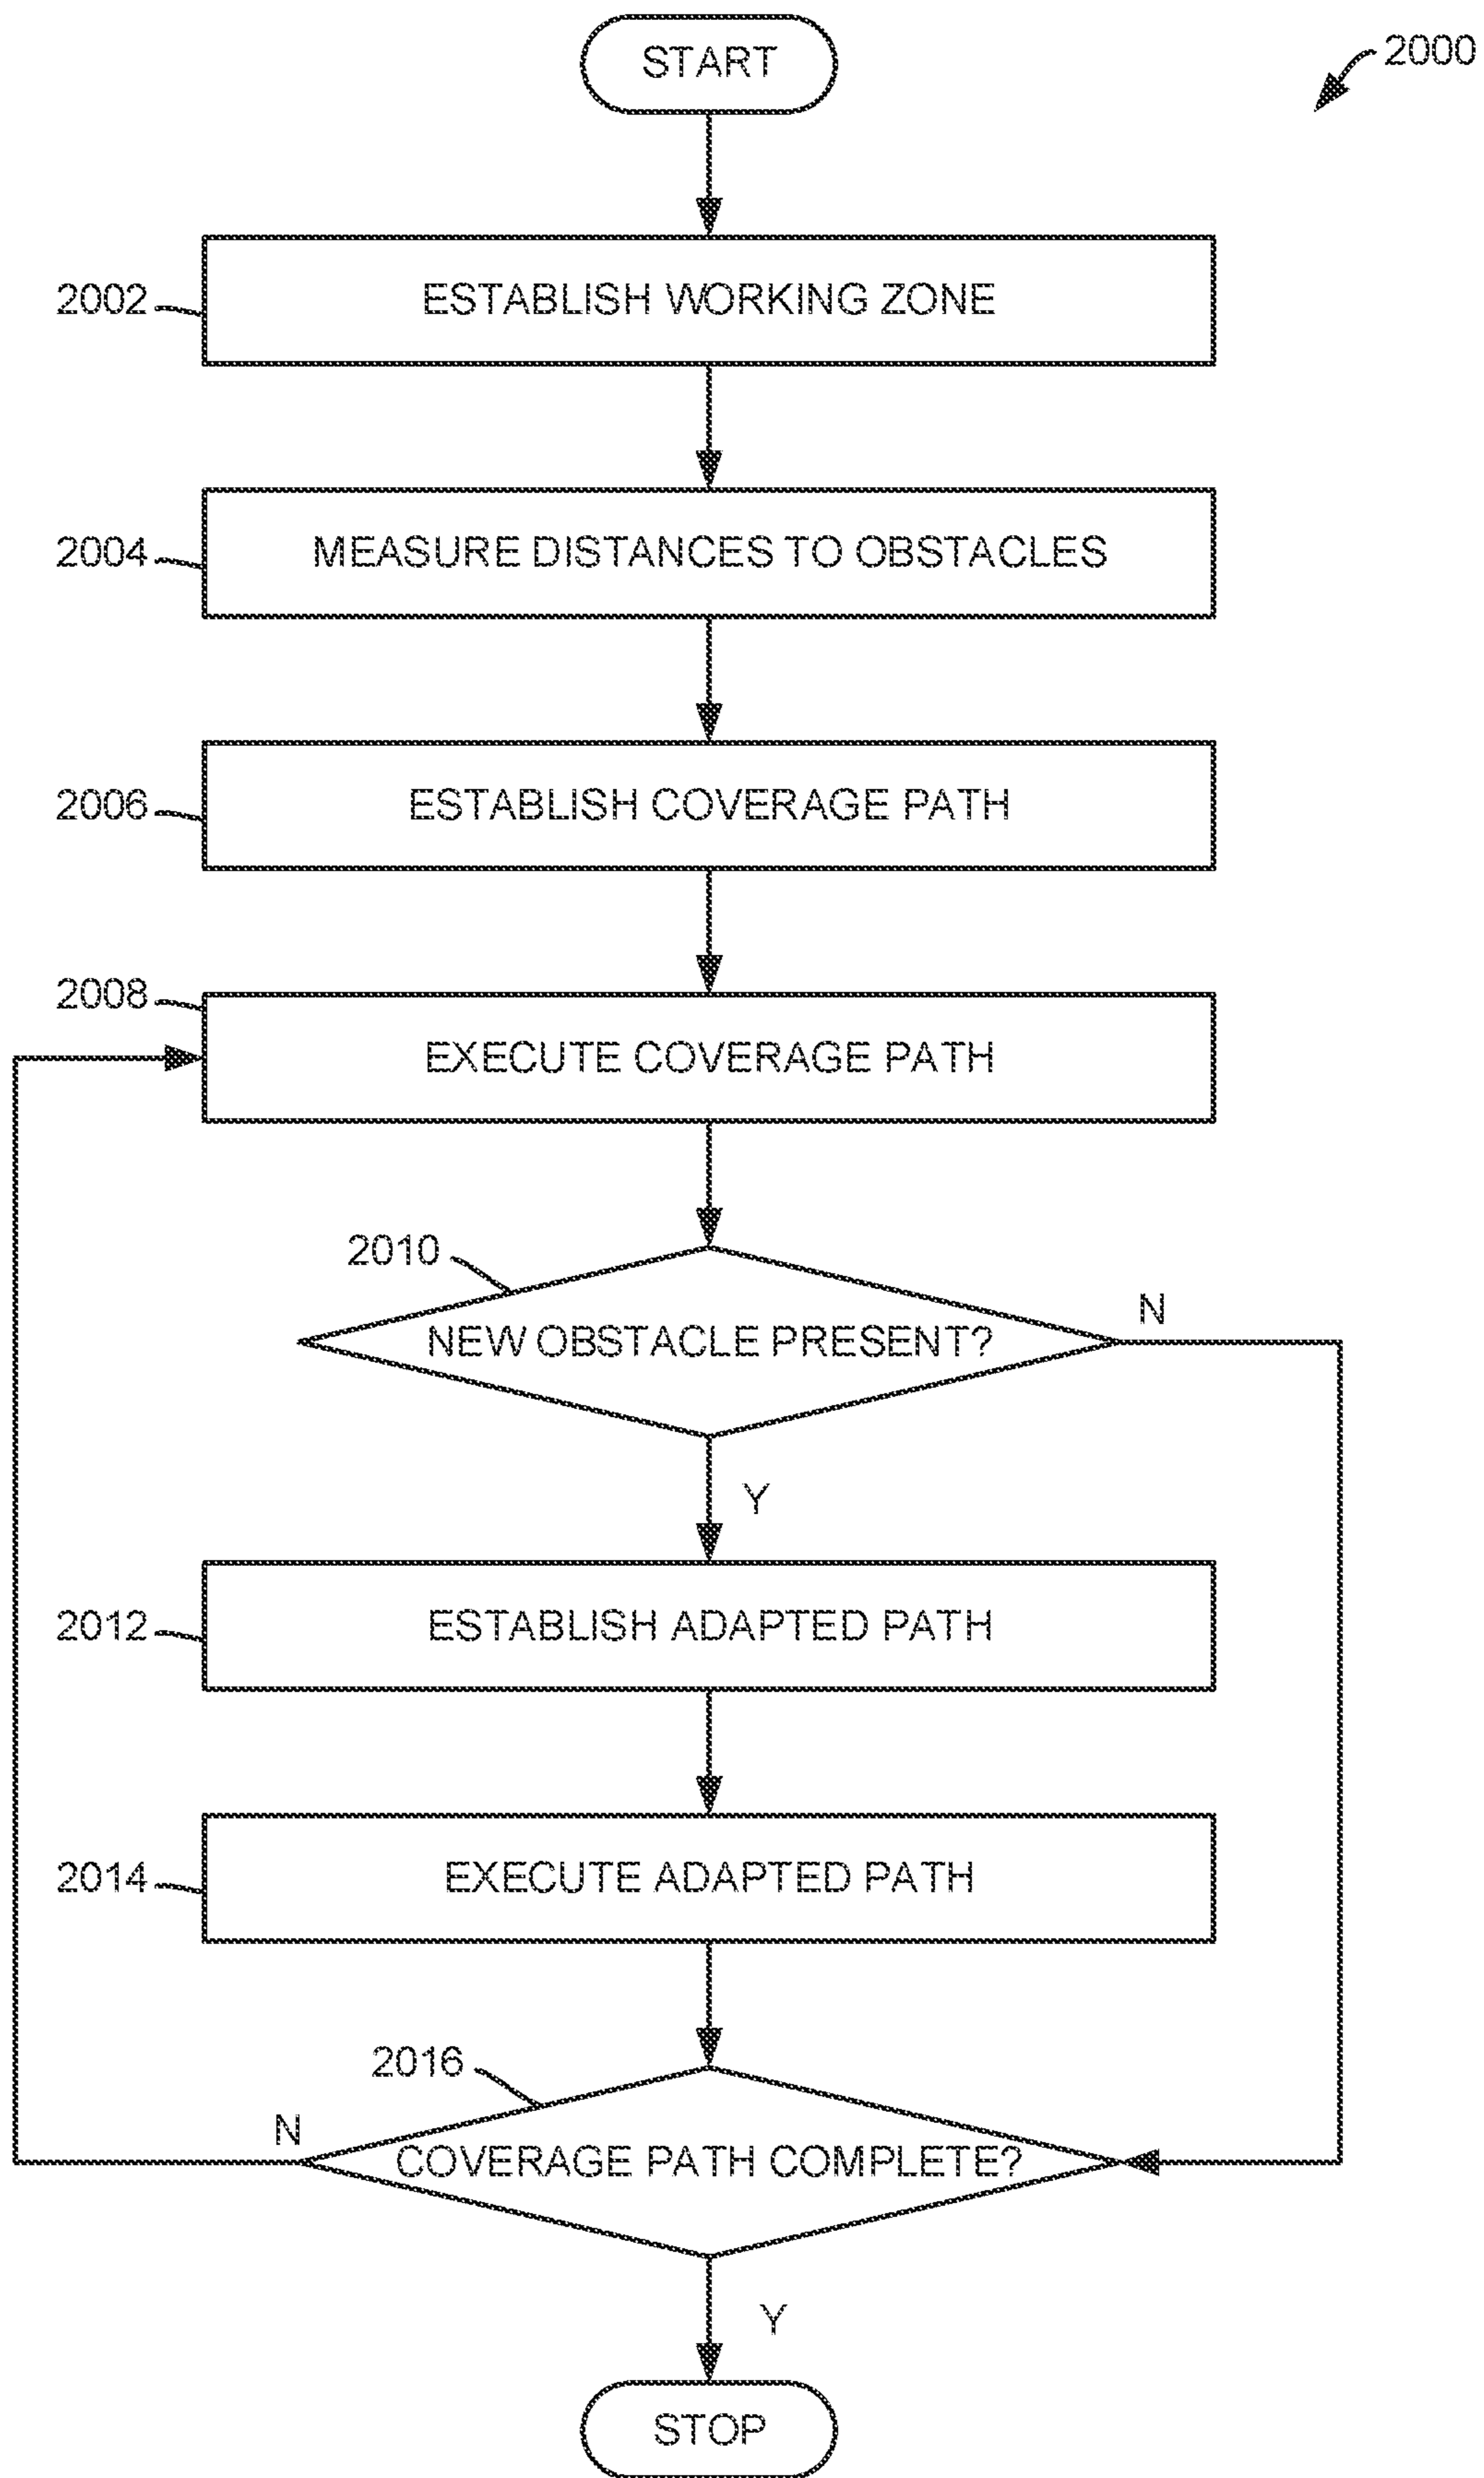 START
2000
2002
ESTABLISH WORKING ZONE
2004
MEASURE DISTANCES TO OBSTACLES
2006
ESTABLISH COVERAGE PATH
2008
EXECUTE COVERAGE PATH
2010
N
NEW OBSTACLE PRESENT?
Y
2012
ESTABLISH ADAPTED PATH
2014
EXECUTE ADAPTED PATH
2016
N
COVERAGE PATH COMPLETE?
Y
STOP